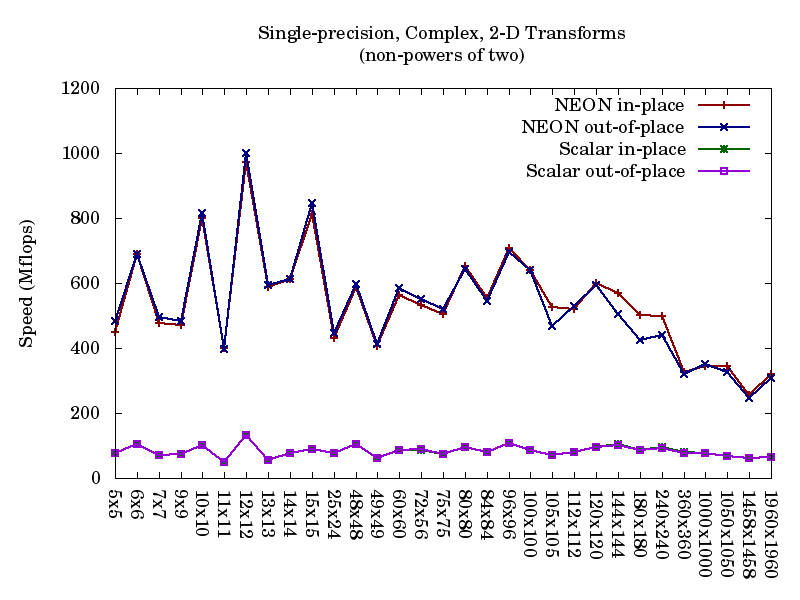 Single-precision, Complex, 2-D Transforms
(non-powers of two)
1200
1000
800
600
400
200
0
Speed (Mflops)
NEON in-place
NEON out-of-place
Scalar in-place
Scalar out-of-place
5x5
6x6
7x7
9x9
10x10
11x11
12x12
13x13
14x14
15x15
25x24
48x48
49x49
60x60
72x56
75x75
80x80
84x84
96x96
100x100
105x105
112x112
120x120
144x144
180x180
240x240
360x360
1000x1000
1050x1050
1458x1458
1960x1960